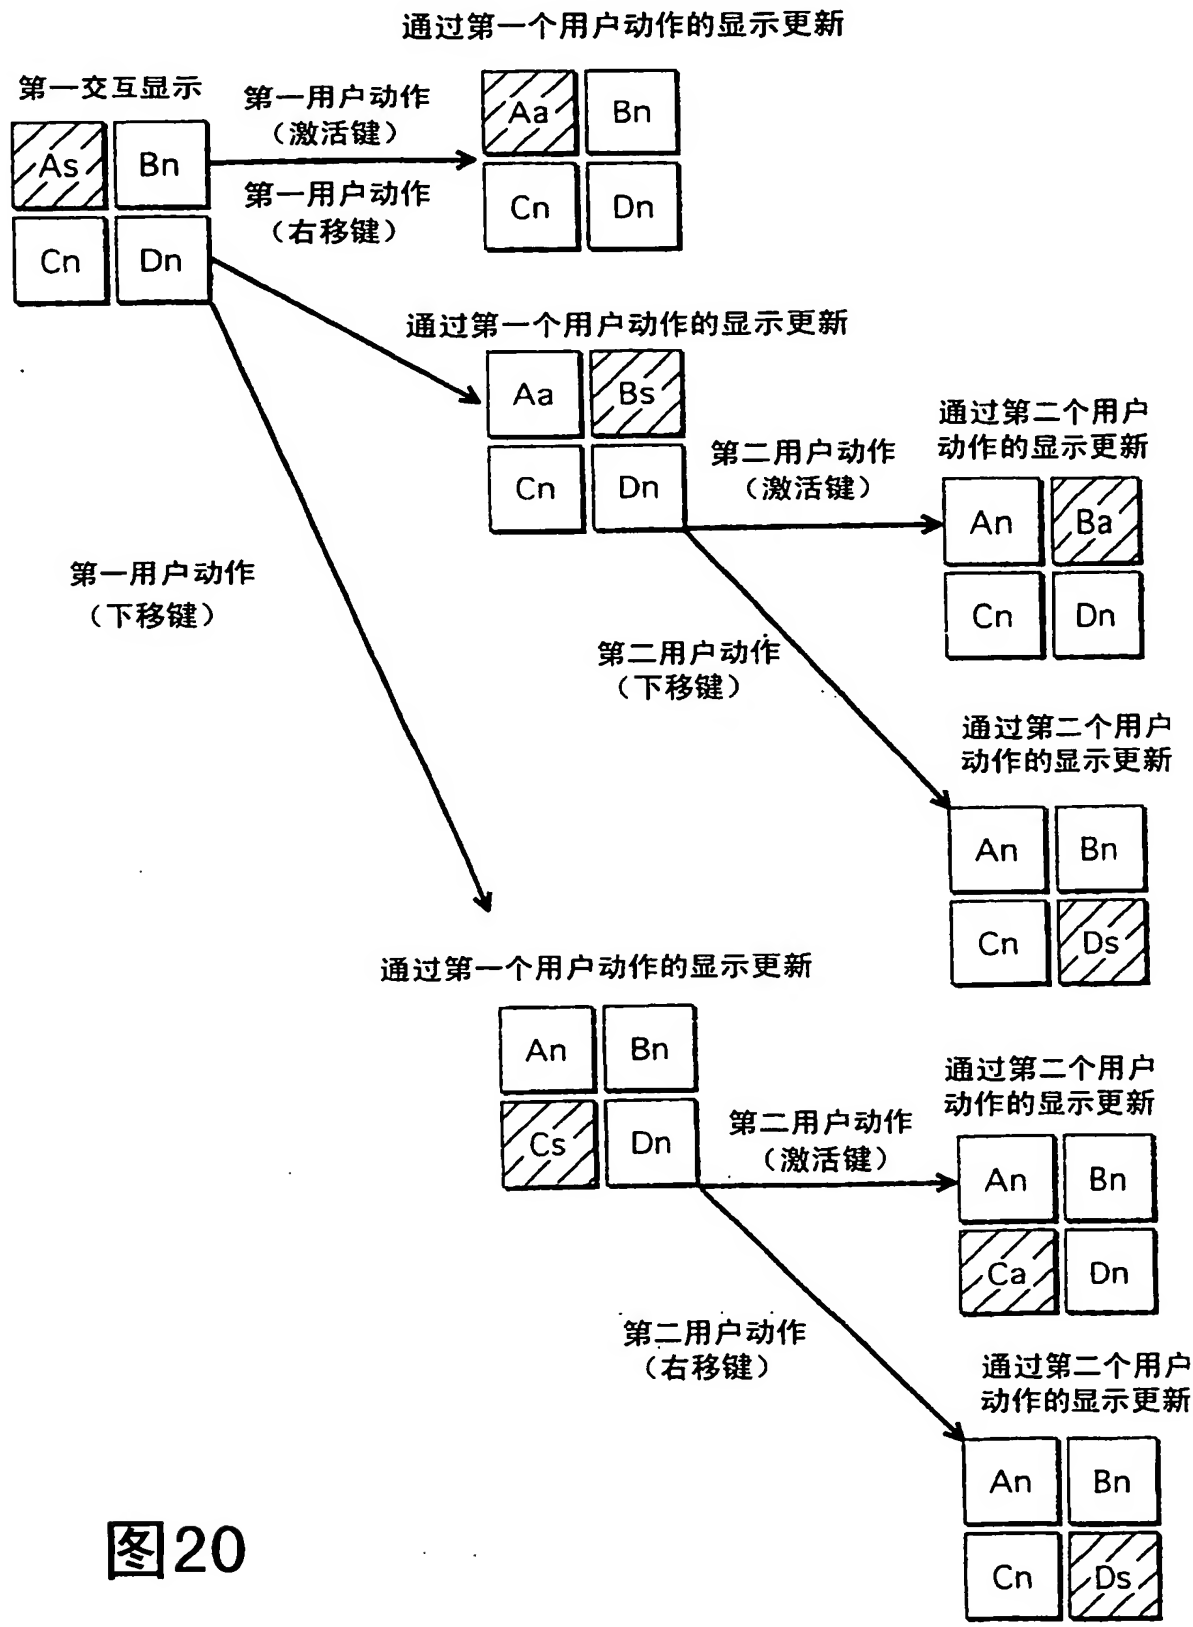 通过第一个用户动作的显示更新
第一交互显示
第一用户动作
（激活键）
As
Bn
Cn
Dn
Aa
Bn
Cn
Dn
第一用户动作
（右移键）
通过第一个用户动作的显示更新
Aa
Bs
Cn
Dn
第二用户动作
（激活键）
通过第二个用户
动作的显示更新
An
Ba
Cn
Dn
第一用户动作
（下移键）
第二用户动作
（下移键）
通过第二个用户
动作的显示更新
An
Bn
Cn
Ds
通过第一个用户动作的显示更新
An
Bn
Cs
Dn
第二用户动作
（激活键）
通过第二个用户
动作的显示更新
An
Bn
Ca
Dn
第二用户动作
（右移键）
通过第二个用户
动作的显示更新
An
Bn
Cn
Ds
图20